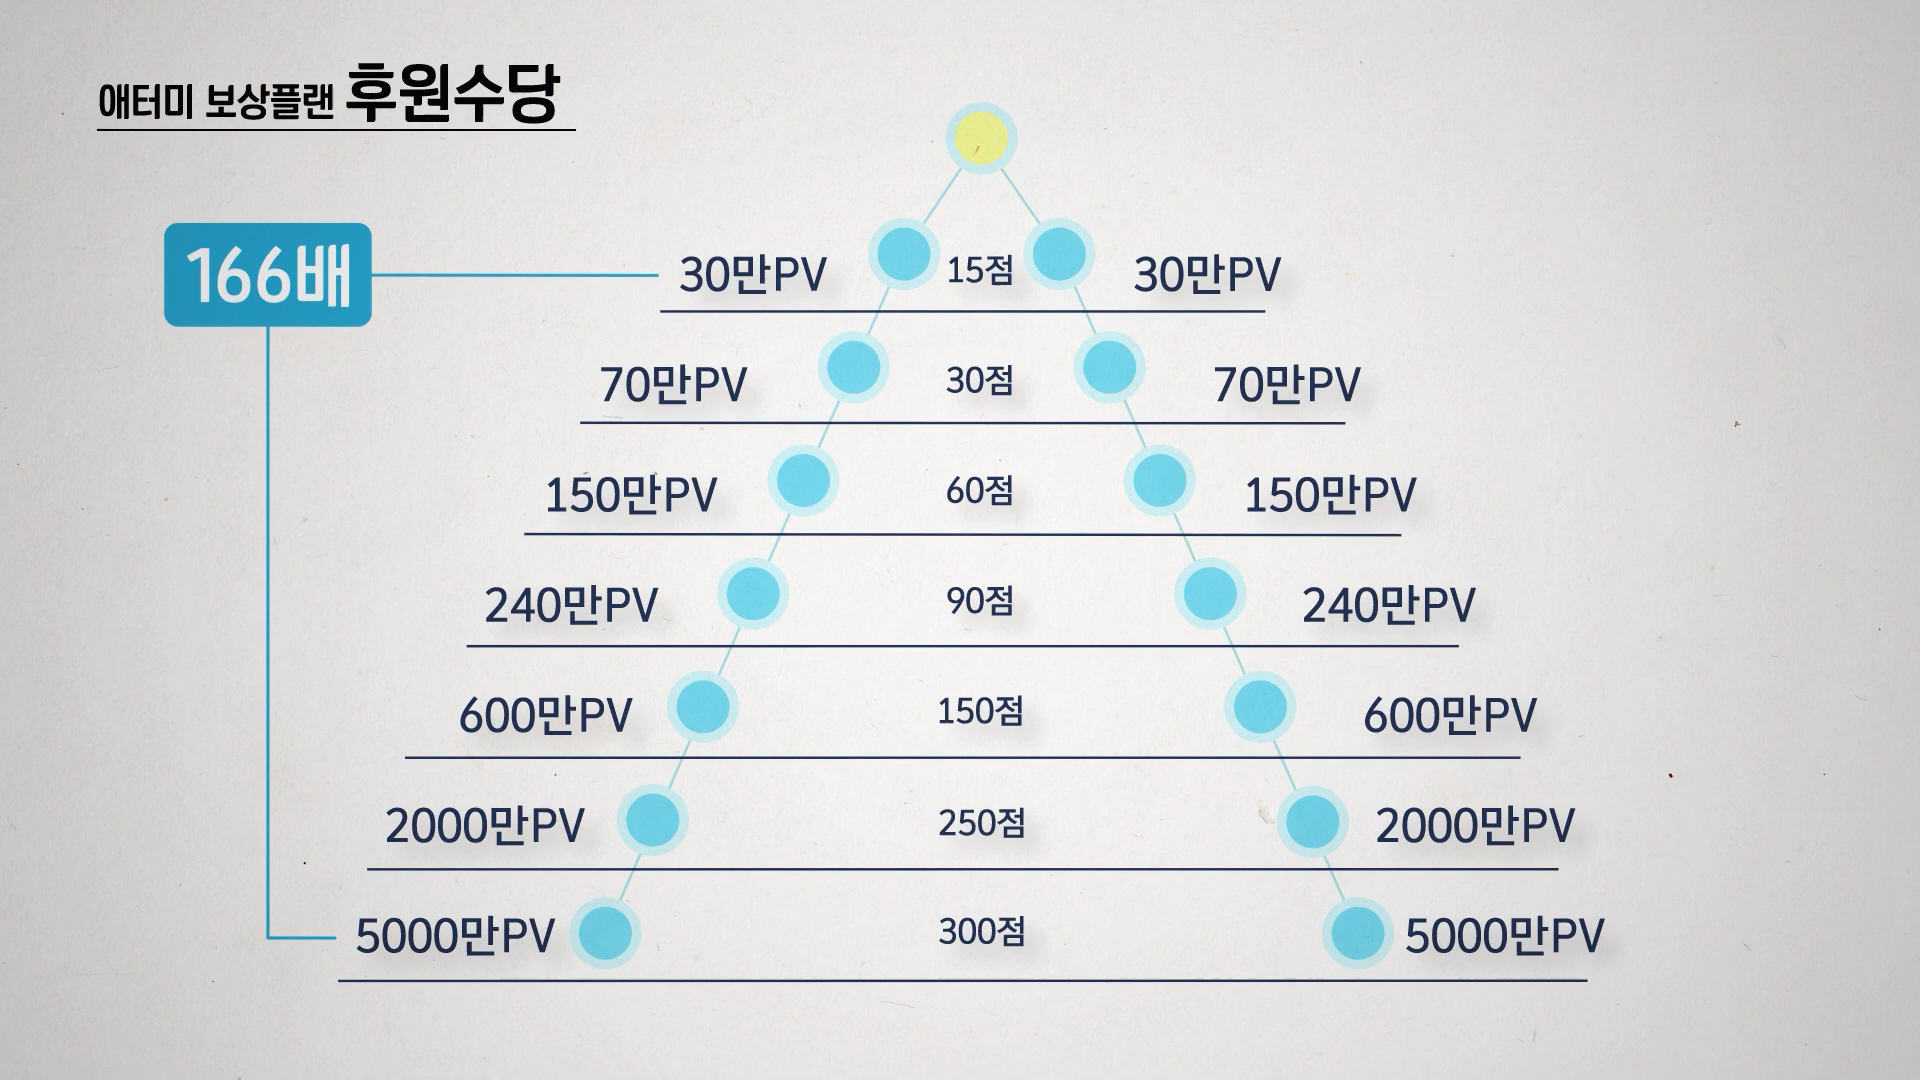 애터미 보상플랜 후원수당
166배
30만PV 15점 30만PV
70만PV 30점 70만PV
150만PV 60점 150만PV
240만PV 90점 240만PV
600만PV 150점 600만PV
2000만PV 250점 2000만PV
5000만PV 300점 5000만PV